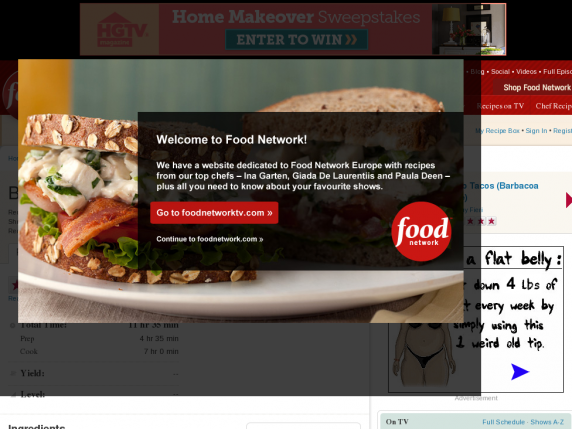 HGTV
MAGAZINE
Home Makeover Sweepstakes
ENTER TO WIN
Blog • Social • Videos • Full Episo
Shop Food Network
Recipes on TV Chef Recip
My Recipe Box • Sign In • Regist
Welcome to Food Network!
We have a website dedicated to Food Network Europe with recipes
from our top chefs – Ina Garten, Giada De Laurentiis and Paula Deen –
plus all you need to know about your favourite shows.
Go to foodnetworktv.com »
Continue to foodnetwork.com »
food
network
Tacos (Barbacoa
a flat belly:
down 4 Lbs of
every week by
simply using this
1 weird old tip.
Advertisement
Total Time: 11 hr 35 min
Prep 4 hr 35 min
Cook 7 hr 0 min
Yield: --
Level: --
Ingredients
On TV Full Schedule · Shows A-Z